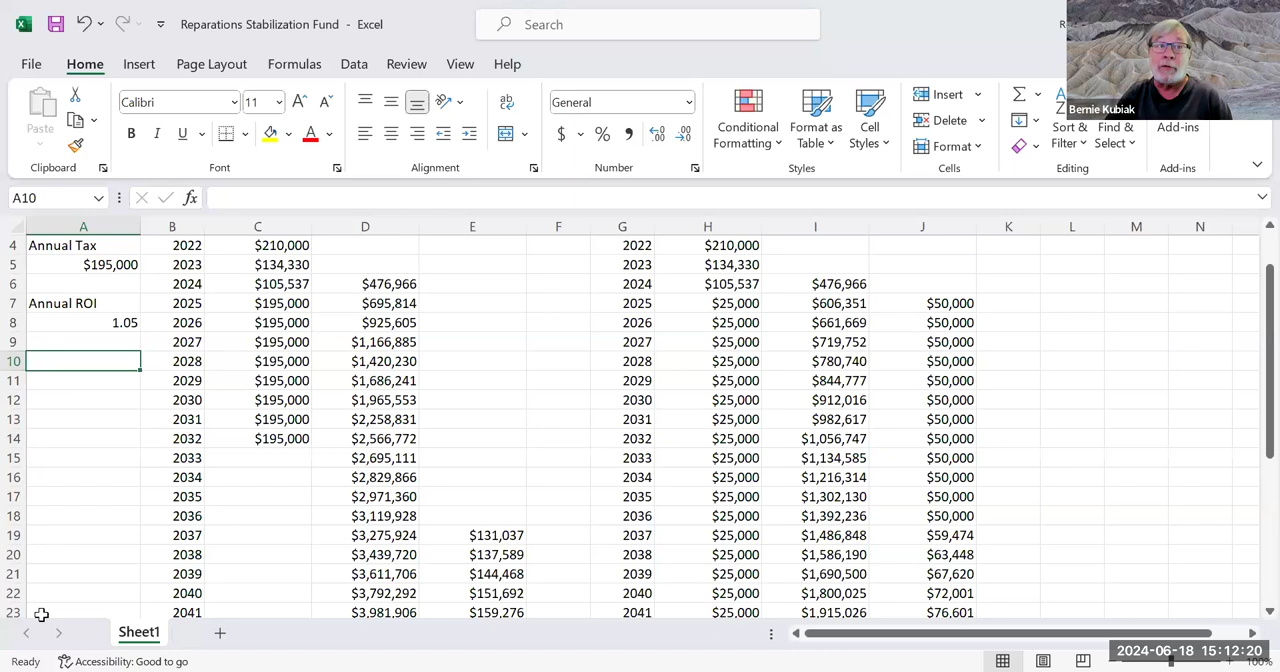 Reparations Stabilization Fund - Excel
Search
File Home Insert Page Layout Formulas Data Review View Help
Bernie Kubiak
Paste
Calibri 11
General
Conditional Formatting
Format as Table
Cell Styles
Insert
Delete
Format
Sort & Filter
Find & Select
Add-ins
Clipboard Font Alignment Number Styles Cells Editing Add-ins
A10 fx
A B C D E F G H I J K L M N
4 Annual Tax 2022 $210,000 2022 $210,000
5 $195,000 2023 $134,330 2023 $134,330
6 2024 $105,537 $476,966 2024 $105,537 $476,966
7 Annual ROI 2025 $195,000 $695,814 2025 $25,000 $606,351 $50,000
8 1.05 2026 $195,000 $925,605 2026 $25,000 $661,669 $50,000
9 2027 $195,000 $1,166,885 2027 $25,000 $719,752 $50,000
10 2028 $195,000 $1,420,230 2028 $25,000 $780,740 $50,000
11 2029 $195,000 $1,686,241 2029 $25,000 $844,777 $50,000
12 2030 $195,000 $1,965,553 2030 $25,000 $912,016 $50,000
13 2031 $195,000 $2,258,831 2031 $25,000 $982,617 $50,000
14 2032 $195,000 $2,566,772 2032 $25,000 $1,056,747 $50,000
15 2033 $2,695,111 2033 $25,000 $1,134,585 $50,000
16 2034 $2,829,866 2034 $25,000 $1,216,314 $50,000
17 2035 $2,971,360 2035 $25,000 $1,302,130 $50,000
18 2036 $3,119,928 2036 $25,000 $1,392,236 $50,000
19 2037 $3,275,924 $131,037 2037 $25,000 $1,486,848 $59,474
20 2038 $3,439,720 $137,589 2038 $25,000 $1,586,190 $63,448
21 2039 $3,611,706 $144,468 2039 $25,000 $1,690,500 $67,620
22 2040 $3,792,292 $151,692 2040 $25,000 $1,800,025 $72,001
23 2041 $3,981,906 $159,276 2041 $25,000 $1,915,026 $76,601
Sheet1
Ready Accessibility: Good to go
2024-06-18 15:12:20
100%